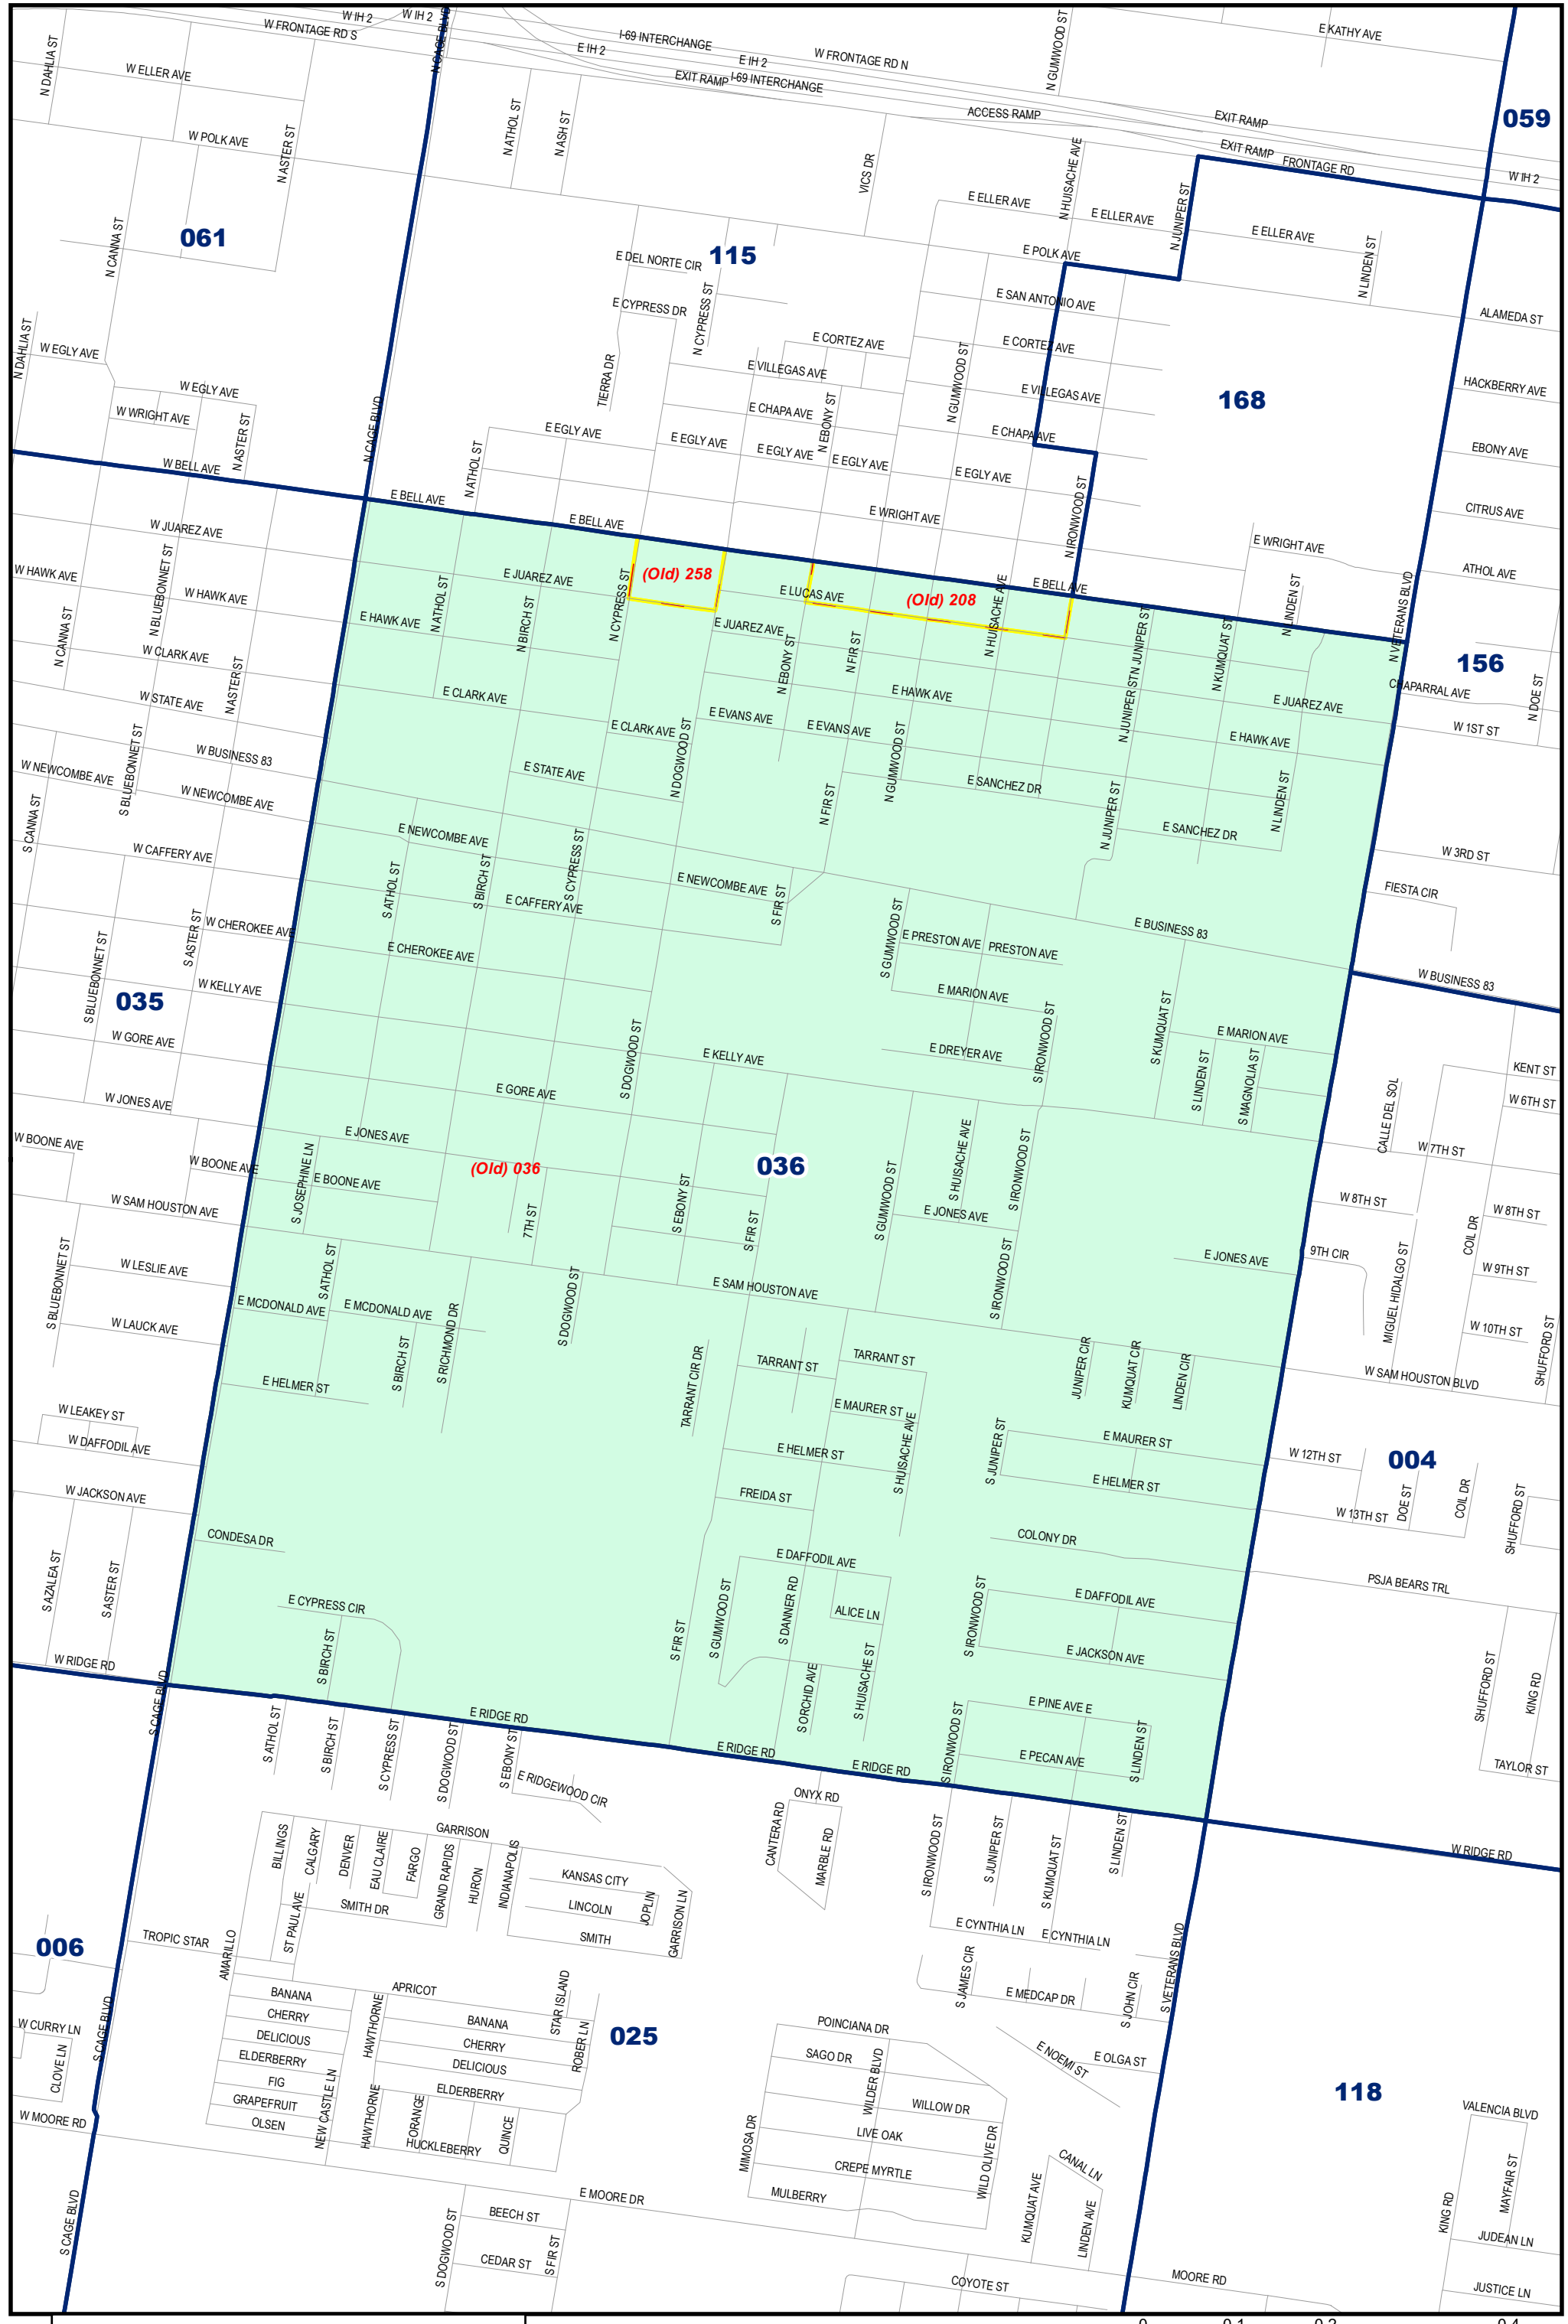 W IH 2
W IH 2
N CAGE BLVD
W FRONTAGE RD S
I-69 INTERCHANGE
W FRONTAGE RD N
E IH 2
E IH 2
N GUMWOOD ST
E KATHY AVE
N DAHLIA ST
W ELLER AVE
EXIT RAMP
I-69 INTERCHANGE
ACCESS RAMP
EXIT RAMP
059
W POLK AVE
N ASTER ST
N ATHOL ST
N ASH ST
VICS DR
N HUISACHE AVE
EXIT RAMP
FRONTAGE RD
W IH 2
N CANNA ST
061
115
E ELLER AVE
E ELLER AVE
N JUNIPER ST
E ELLER AVE
N LINDEN ST
E DEL NORTE CIR
E POLK AVE
E CYPRESS DR
N CYPRESS ST
E SAN ANTONIO AVE
ALAMEDA ST
N DAHLIA ST
W EGLY AVE
TIERRA DR
E CORTEZ AVE
N GUMWOOD ST
E CORTEZ AVE
E VILLEGAS AVE
E VILLEGAS AVE
168
HACKBERRY AVE
W EGLY AVE
W WRIGHT AVE
N ASTER ST
N CAGE BLVD
E CHAPA AVE
N EBONY ST
E CHAPA AVE
E EGLY AVE
E EGLY AVE
E EGLY AVE
E EGLY AVE
E EGLY AVE
EBONY AVE
W BELL AVE
N ATHOL ST
E BELL AVE
E BELL AVE
E WRIGHT AVE
N IRONWOOD ST
CITRUS AVE
W JUAREZ AVE
N BLUEBONNET ST
E WRIGHT AVE
ATHOL AVE
W HAWK AVE
W HAWK AVE
N CANNA ST
E JUAREZ AVE
N CYPRESS ST
(Old) 258
E LUCAS AVE
(Old) 208
N HUISACHE AVE
E BELL AVE
N LINDEN ST
N VETERANS BLVD
N ATHOL ST
N BIRCH ST
E HAWK AVE
E JUAREZ AVE
N EBONY ST
N FIR ST
N JUNIPER ST
N JUNIPER ST
N KUMQUAT ST
156
W CLARK AVE
N ASTER ST
E CLARK AVE
E HAWK AVE
E JUAREZ AVE
CHAPARRAL AVE
N DOE ST
W STATE AVE
E CLARK AVE
N DOGWOOD ST
E EVANS AVE
E EVANS AVE
N GUMWOOD ST
E HAWK AVE
W 1ST ST
W BUSINESS 83
S BLUEBONNET ST
W NEWCOMBE AVE
W NEWCOMBE AVE
E STATE AVE
N FIR ST
E SANCHEZ DR
N JUNIPER ST
N LINDEN ST
S CANNA ST
E NEWCOMBE AVE
E SANCHEZ DR
W CAFFERY AVE
S ATHOL ST
S BIRCH ST
S CYPRESS ST
E NEWCOMBE AVE
S FIR ST
W 3RD ST
FIESTA CIR
E CAFFERY AVE
S GUMWOOD ST
W CHEROKEE AVE
S ASTER ST
E CHEROKEE AVE
E PRESTON AVE
PRESTON AVE
E BUSINESS 83
W BUSINESS 83
S BLUEBONNET ST
035
W KELLY AVE
E MARION AVE
S IRONWOOD ST
S KUMQUAT ST
E MARION AVE
W GORE AVE
S DOGWOOD ST
E KELLY AVE
E DREYER AVE
S LINDEN ST
S MAGNOLIA ST
KENT ST
W JONES AVE
E GORE AVE
W 6TH ST
CALLE DEL SOL
E JONES AVE
S JOSEPHINE LN
W BOONE AVE
W BOONE AVE
E BOONE AVE
(Old) 036
036
S HUISACHE AVE
S IRONWOOD ST
W 7TH ST
W SAM HOUSTON AVE
7TH ST
S EBONY ST
S FIR ST
S GUMWOOD ST
E JONES AVE
W 8TH ST
W 8TH ST
S BLUEBONNET ST
W LESLIE AVE
S ATHOL ST
S DOGWOOD ST
E SAM HOUSTON AVE
S IRONWOOD ST
E JONES AVE
9TH CIR
MIGUEL HIDALGO ST
COIL DR
W 9TH ST
E MCDONALD AVE
E MCDONALD AVE
W LAUCK AVE
S BIRCH ST
S RICHMOND DR
TARRANT CIR DR
TARRANT ST
TARRANT ST
JUNIPER CIR
KUMQUAT CIR
LINDEN CIR
W 10TH ST
SHUFFORD ST
W SAM HOUSTON BLVD
E HELMER ST
E MAURER ST
S HUISACHE AVE
S JUNIPER ST
E MAURER ST
W LEAKEY ST
W DAFFODIL AVE
E HELMER ST
E HELMER ST
W 12TH ST
004
W JACKSON AVE
FREIDA ST
W 13TH ST
DOE ST
COIL DR
SHUFFORD ST
CONDESA DR
COLONY DR
S AZALEA ST
S ASTER ST
E DAFFODIL AVE
PSJA BEARS TRL
E CYPRESS CIR
S BIRCH ST
S FIR ST
S GUMWOOD ST
S DANNER RD
ALICE LN
S IRONWOOD ST
E DAFFODIL AVE
E JACKSON AVE
W RIDGE RD
S CAGE BLVD
S ORCHID AVE
S HUISACHE ST
SHUFFORD ST
KING RD
S ATHOL ST
S BIRCH ST
S CYPRESS ST
S DOGWOOD ST
E RIDGE RD
S EBONY ST
E RIDGE RD
E RIDGE RD
S IRONWOOD ST
E PINE AVE E
E PECAN AVE
S LINDEN ST
TAYLOR ST
E RIDGEWOOD CIR
ONYX RD
CANTERA RD
MARBLE RD
W RIDGE RD
BILLINGS
CALGARY
DENVER
EAU CLAIRE
FARGO
GRAND RAPIDS
GARRISON
HURON
INDIANAPOLIS
KANSAS CITY
LINCOLN
JOPLIN
GARRISON LN
SMITH
S IRONWOOD ST
S JUNIPER ST
S KUMQUAT ST
S LINDEN ST
ST PAUL AVE
SMITH DR
E CYNTHIA LN
E CYNTHIA LN
006
TROPIC STAR
AMARILLO
S JAMES CIR
E MEDCAP DR
S JOHN CIR
S VETERANS BLVD
BANANA
CHERRY
DELICIOUS
ELDERBERRY
FIG
GRAPEFRUIT
OLSEN
APRICOT
HAWTHORNE
BANANA
CHERRY
DELICIOUS
ELDERBERRY
STAR ISLAND
ROBER LN
025
POINCIANA DR
SAGO DR
WILDER BLVD
E NOEMI ST
E OLGA ST
W CURRY LN
CLOVE LN
S CAGE BLVD
W MOORE RD
NEW CASTLE LN
HAWTHORNE
ORANGE
HUCKLEBERRY
QUINCE
MIMOSA DR
WILLOW DR
LIVE OAK
CREPE MYRTLE
WILD OLIVE DR
MULBERRY
118
VALENCIA BLVD
MAYFAIR ST
KING RD
CANAL LN
KUMQUAT AVE
LINDEN AVE
E MOORE DR
BEECH ST
CEDAR ST
S DOGWOOD ST
S FIR ST
S CAGE BLVD
COYOTE ST
MOORE RD
JUDEAN LN
JUSTICE LN